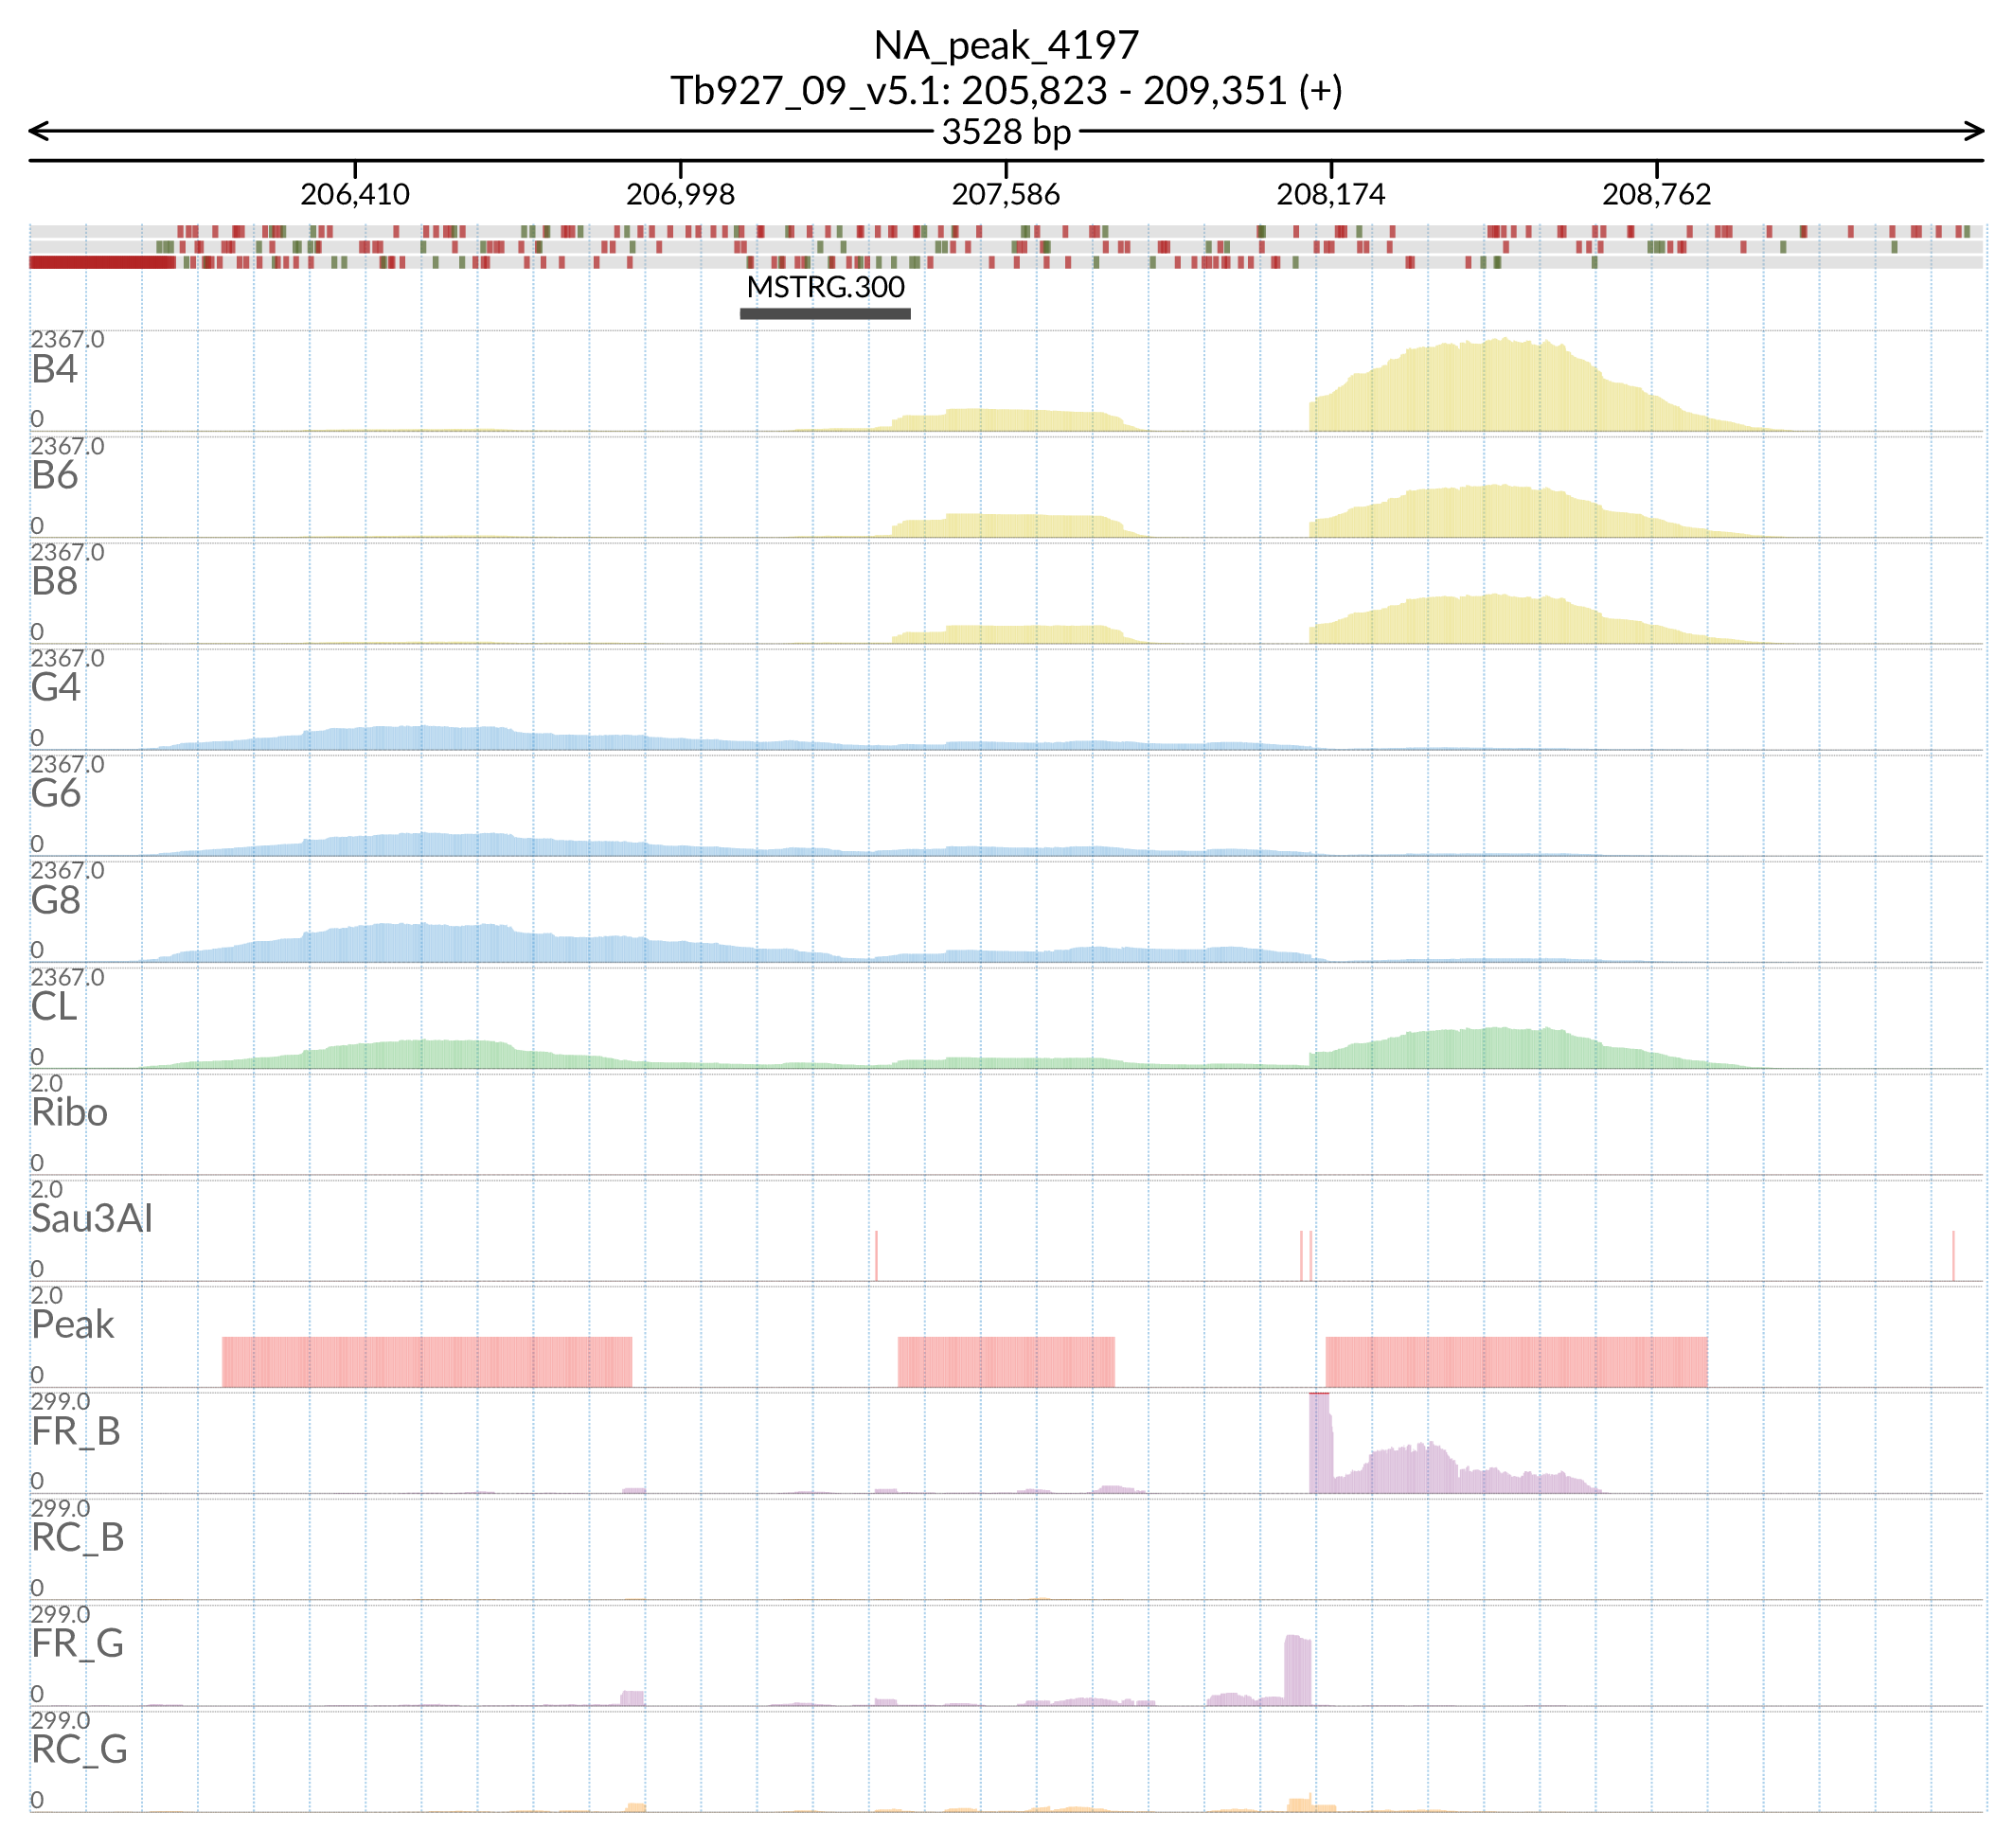 NA_peak_4197
Tb927_09_v5.1: 205,823 - 209,351 (+)
3528 bp
206,410 206,998 207,586 208,174 208,762
MSTRG.300
2367.0
B4
0
2367.0
B6
0
2367.0
B8
0
2367.0
G4
0
2367.0
G6
0
2367.0
G8
0
2367.0
CL
0
2.0
Ribo
0
2.0
Sau3AI
0
2.0
Peak
0
299.0
FR_B
0
299.0
RC_B
0
299.0
FR_G
0
299.0
RC_G
0